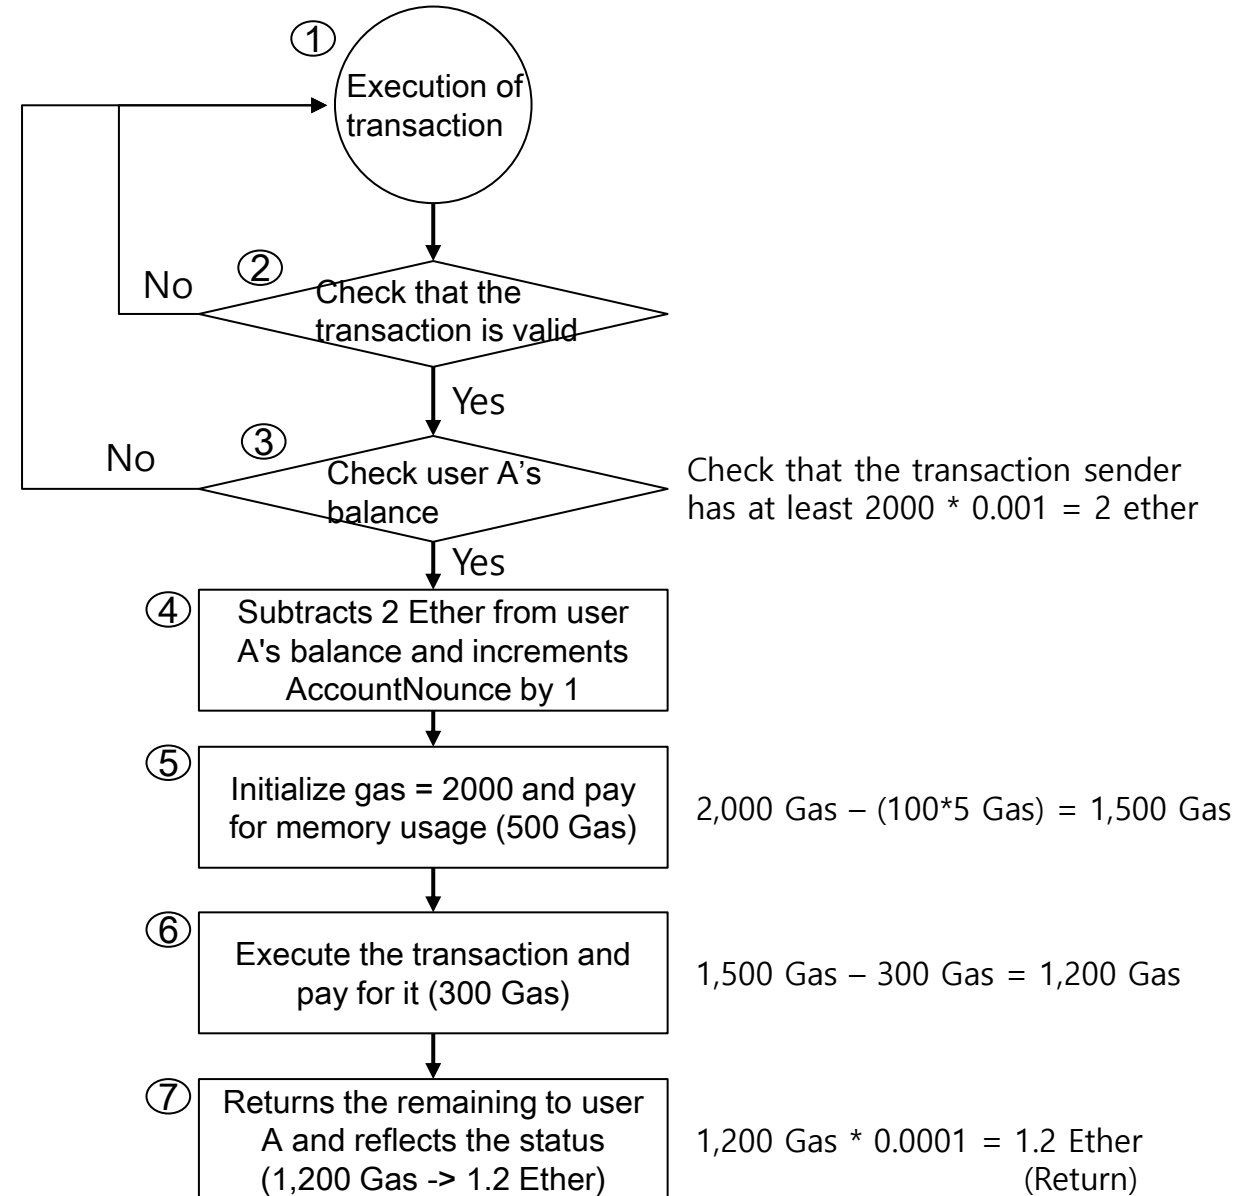 ①
Execution of
transaction
②
No
Check that the
transaction is valid
Yes
③
No
Check user A’s
balance
Check that the transaction sender
has at least 2000 * 0.001 = 2 ether
Yes
④
Subtracts 2 Ether from user
A's balance and increments
AccountNounce by 1
⑤
Initialize gas = 2000 and pay
for memory usage (500 Gas)
2,000 Gas – (100*5 Gas) = 1,500 Gas
⑥
Execute the transaction and
pay for it (300 Gas)
1,500 Gas – 300 Gas = 1,200 Gas
⑦
Returns the remaining to user
A and reflects the status
(1,200 Gas -> 1.2 Ether)
1,200 Gas * 0.0001 = 1.2 Ether
(Return)